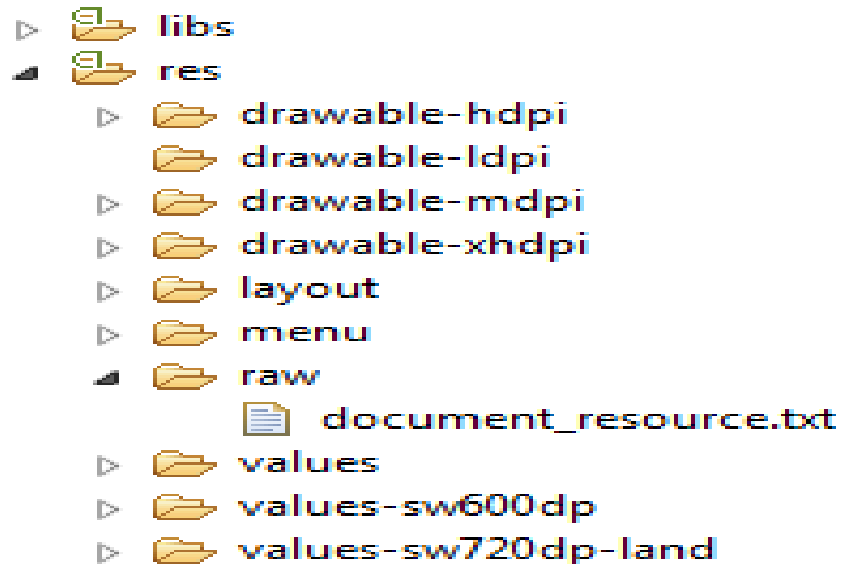 libs
res
drawable-hdpi
drawable-ldpi
drawable-mdpi
drawable-xhdpi
layout
menu
raw
document_resource.txt
values
values-sw600dp
values-sw720dp-land